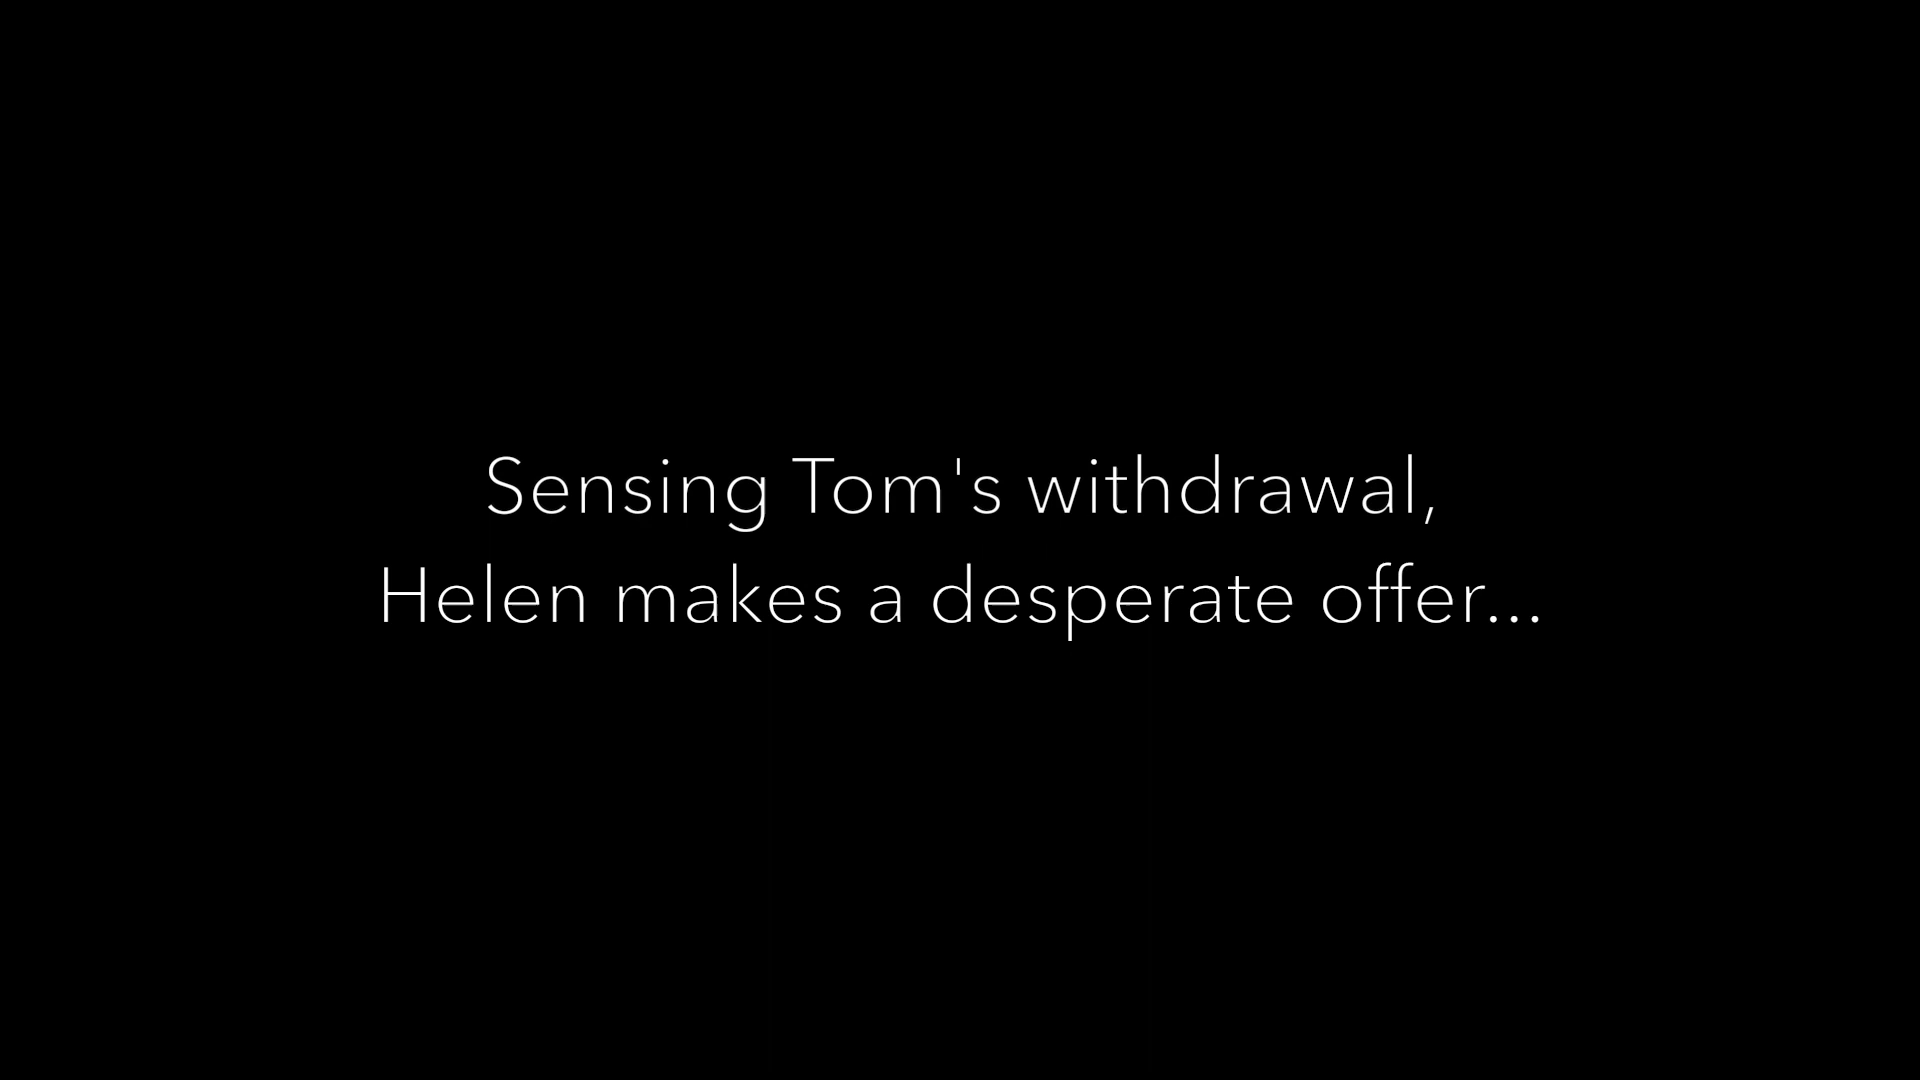 Sensing Tom's withdrawal,
Helen makes a desperate offer...